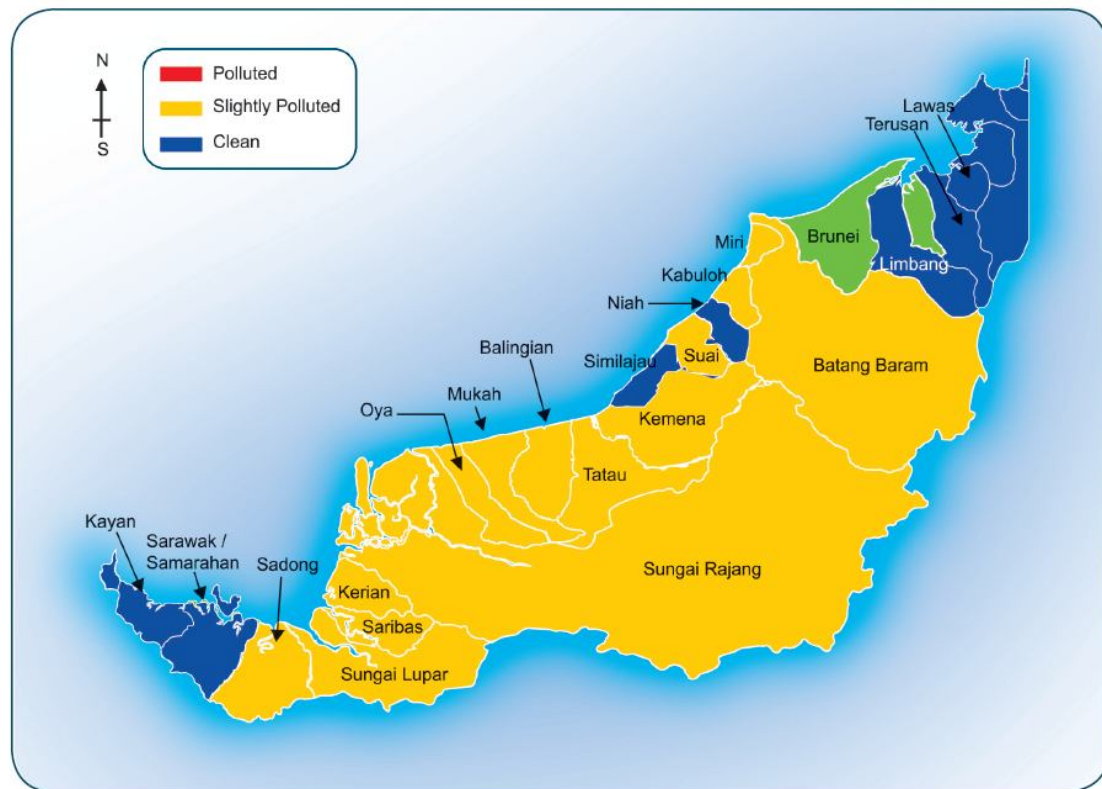 N
S
Polluted
Slightly Polluted
Clean
Lawas
Terusan
Brunei
Miri
Limbang
Kabuloh
Niah
Balingian
Similajau
Suai
Batang Baram
Mukah
Oya
Kemena
Tatau
Kayan
Sarawak /
Samarahan
Sadong
Sungai Rajang
Kerian
Saribas
Sungai Lupar